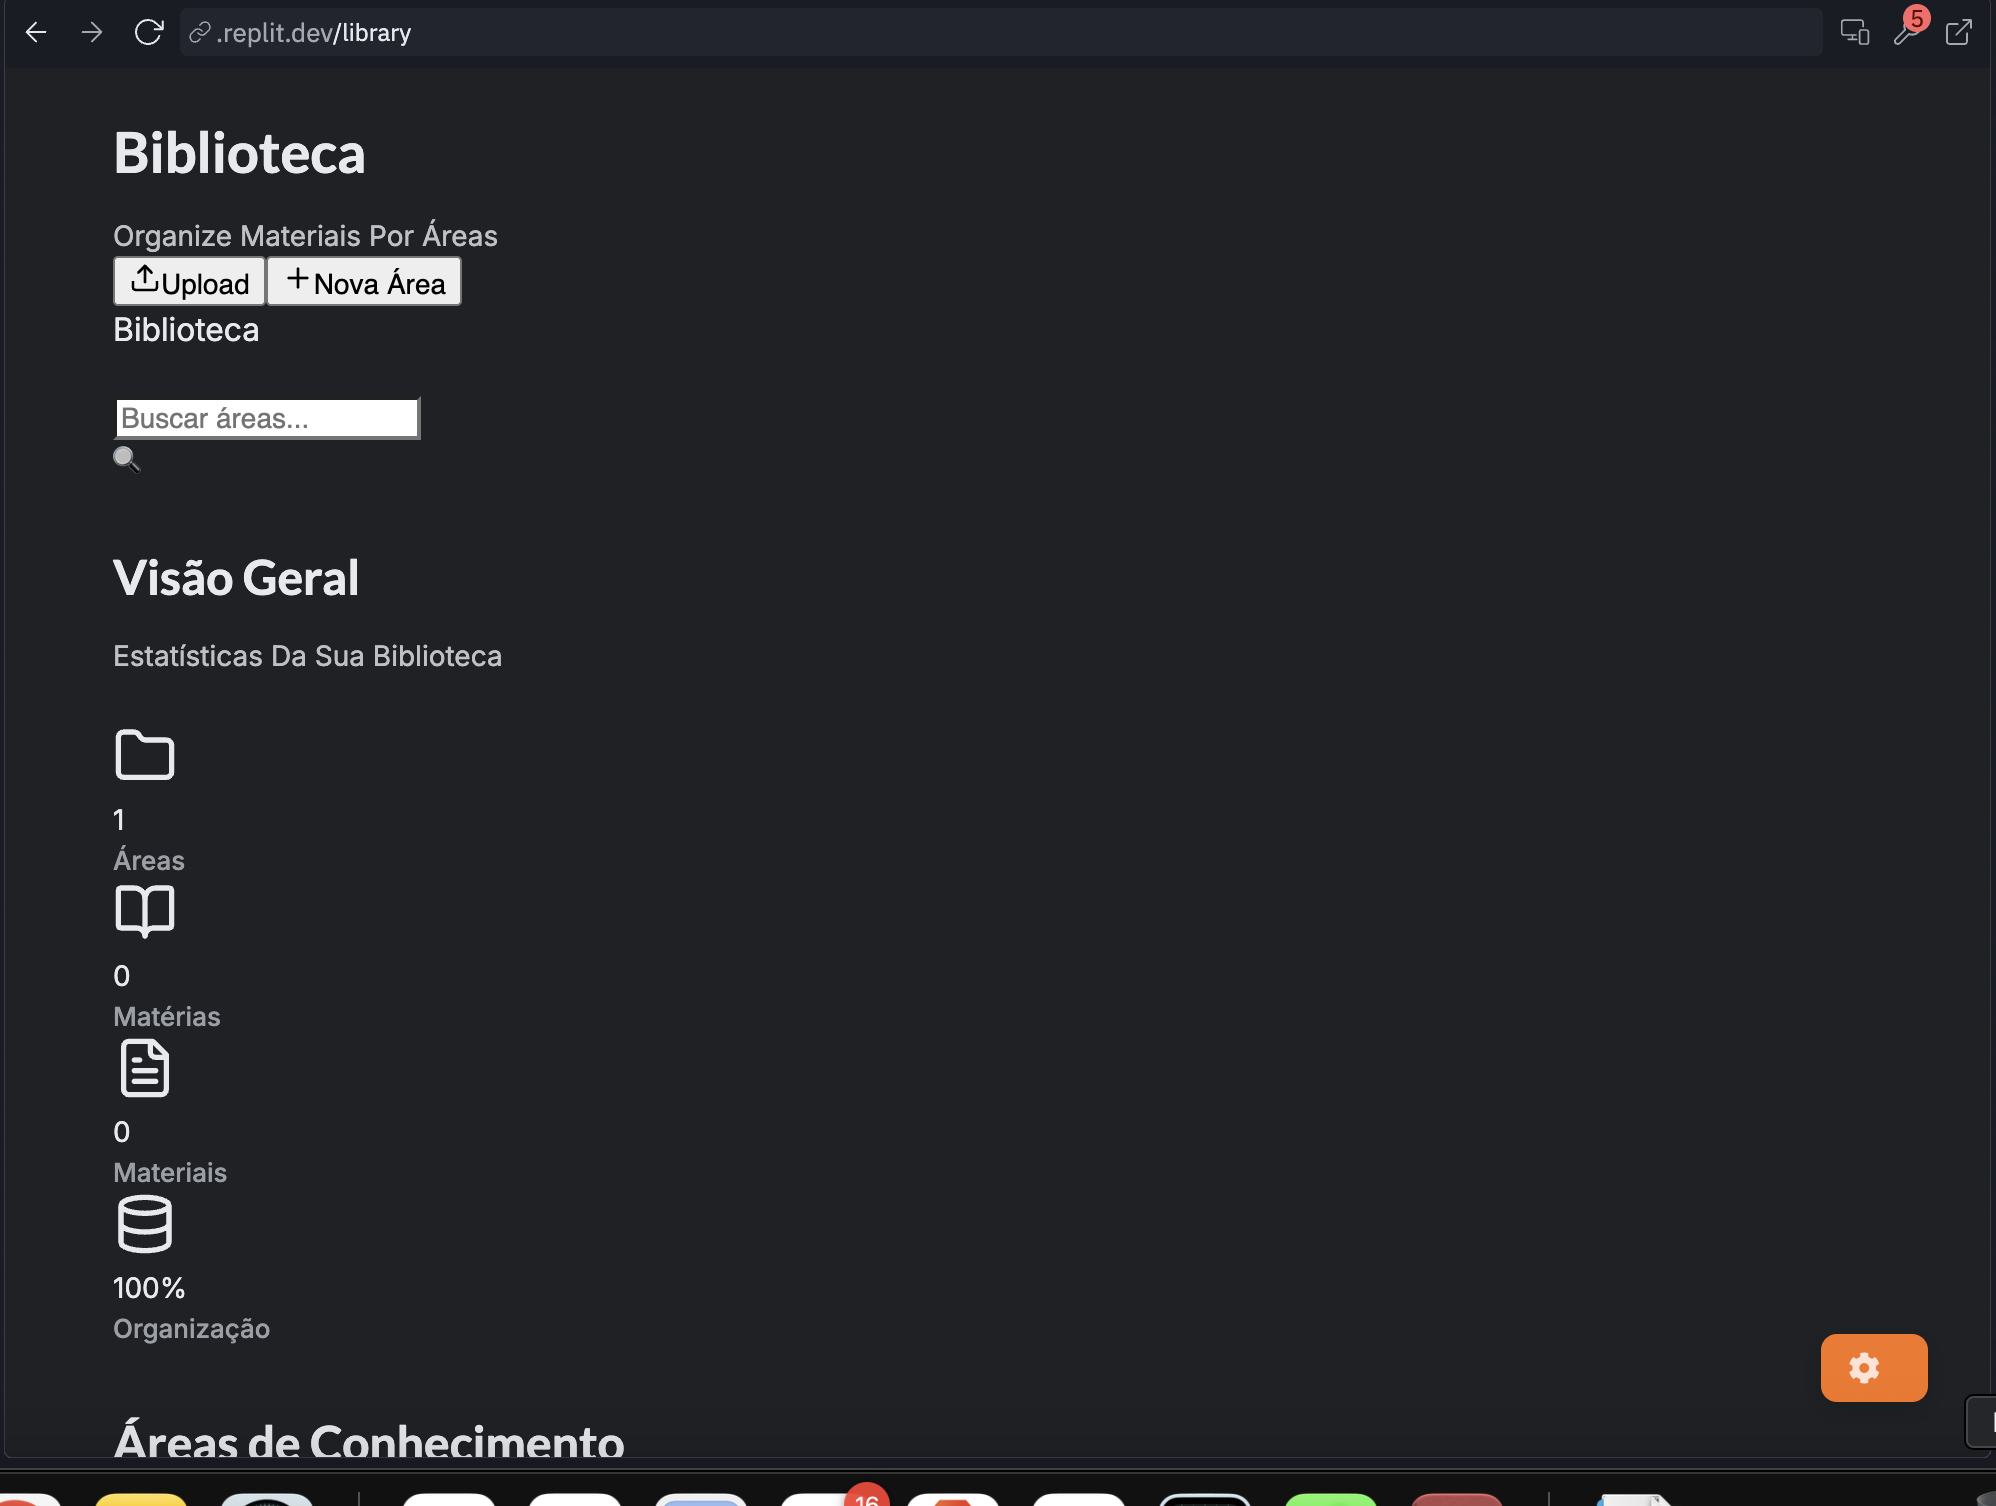 .replit.dev/library
5
Biblioteca
Organize Materiais Por Áreas
Upload
Nova Área
Biblioteca
Buscar áreas...
Visão Geral
Estatísticas Da Sua Biblioteca
1
Áreas
0
Matérias
0
Materiais
100%
Organização
Áreas de Conhecimento
16